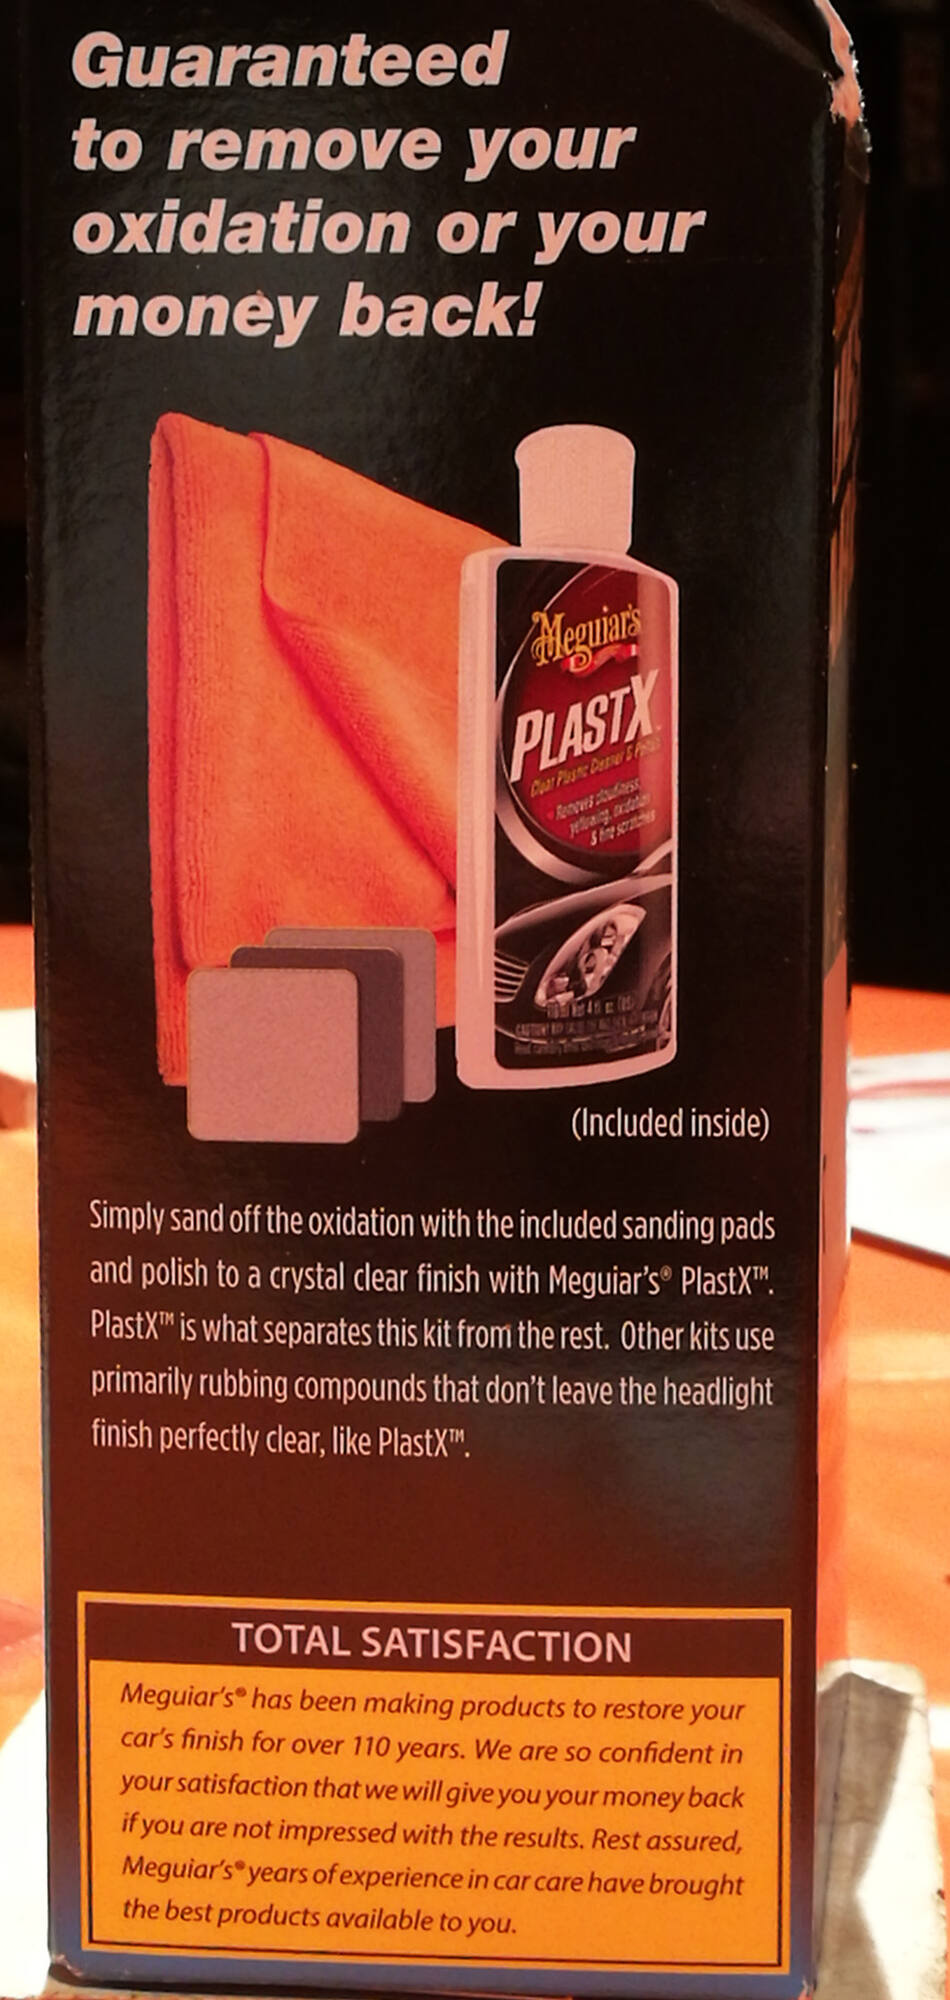 Guaranteed
to remove your
oxidation or your
money back!
Meguiar's
PLASTX™
Clear Plastic Cleaner & Polish
Removes cloudiness,
yellowing, oxidation
& fine scratches
(Included inside)
Simply sand off the oxidation with the included sanding pads
and polish to a crystal clear finish with Meguiar's® PlastX™.
PlastX™ is what separates this kit from the rest. Other kits use
primarily rubbing compounds that don't leave the headlight
finish perfectly clear, like PlastX™.
TOTAL SATISFACTION
Meguiar's® has been making products to restore your
car's finish for over 110 years. We are so confident in
your satisfaction that we will give you your money back
if you are not impressed with the results. Rest assured,
Meguiar's® years of experience in car care have brought
the best products available to you.